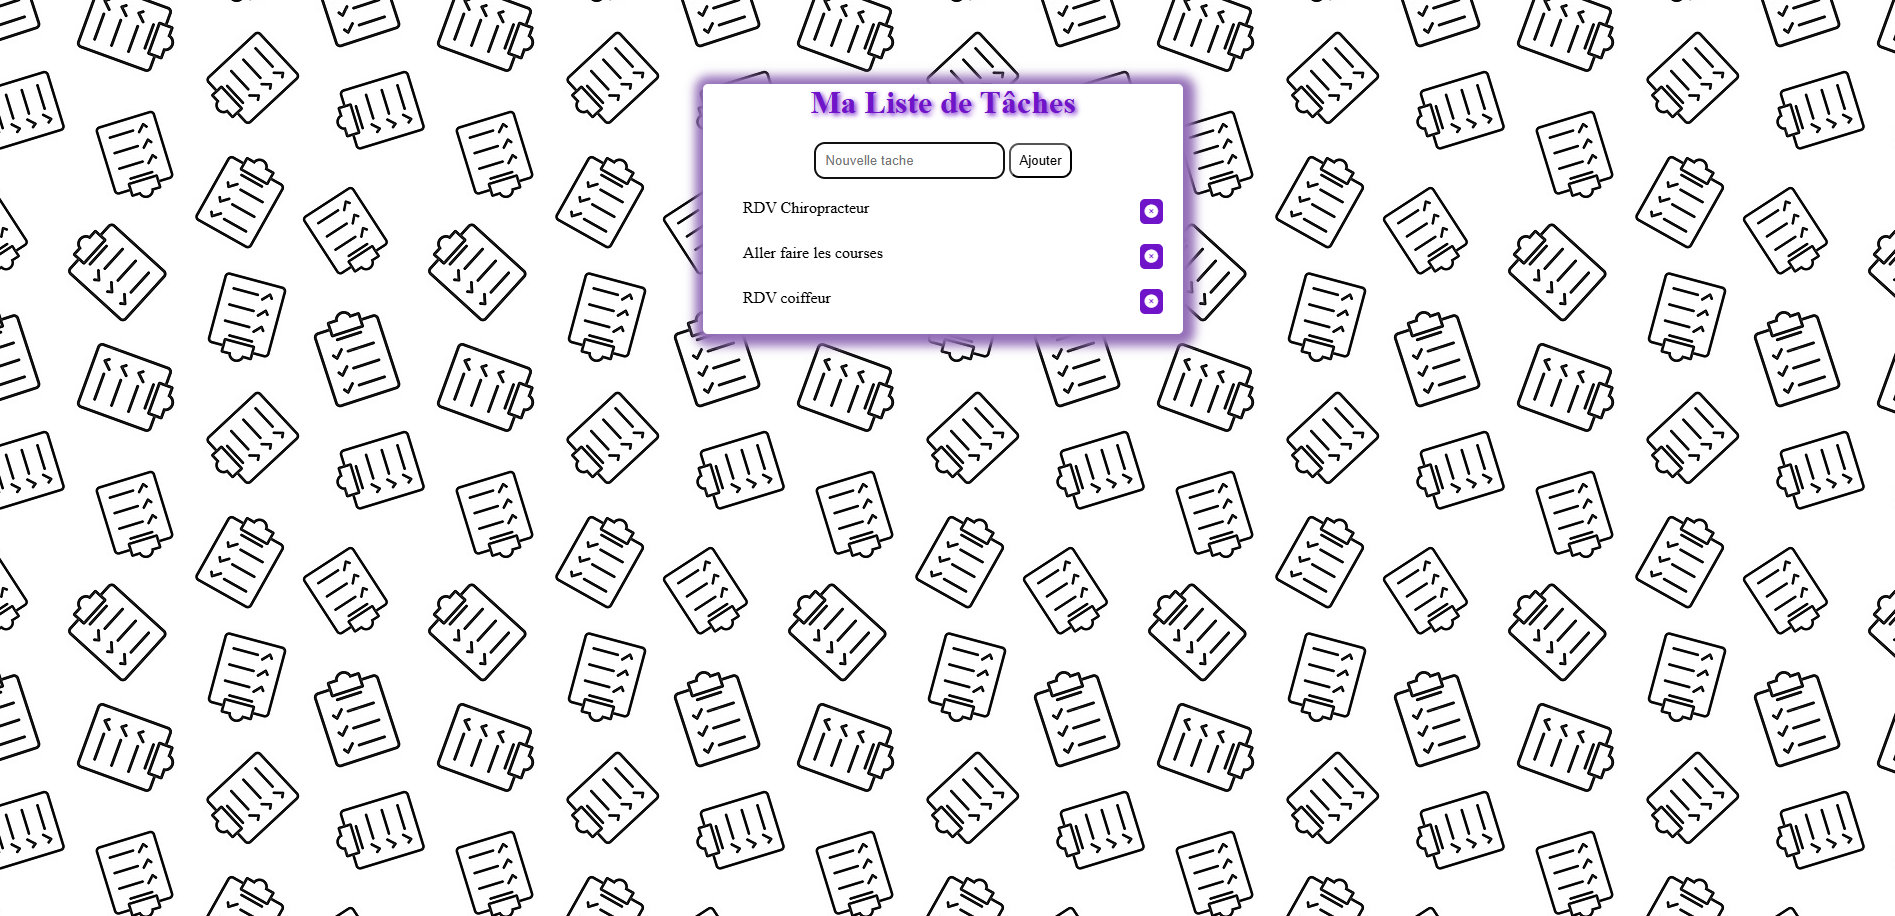 Ma Liste de Tâches
Nouvelle tache
Ajouter
RDV Chiropracteur
Aller faire les courses
RDV coiffeur